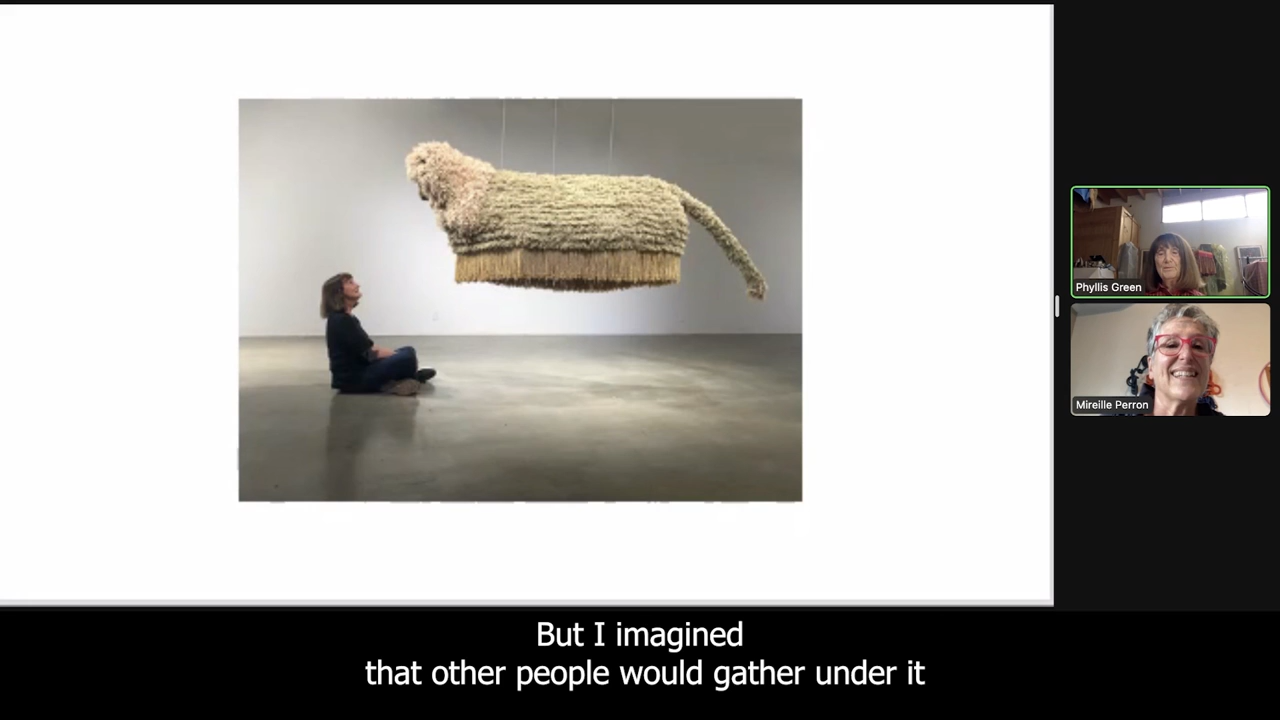 Phyllis Green
Mireille Perron
But I imagined
that other people would gather under it